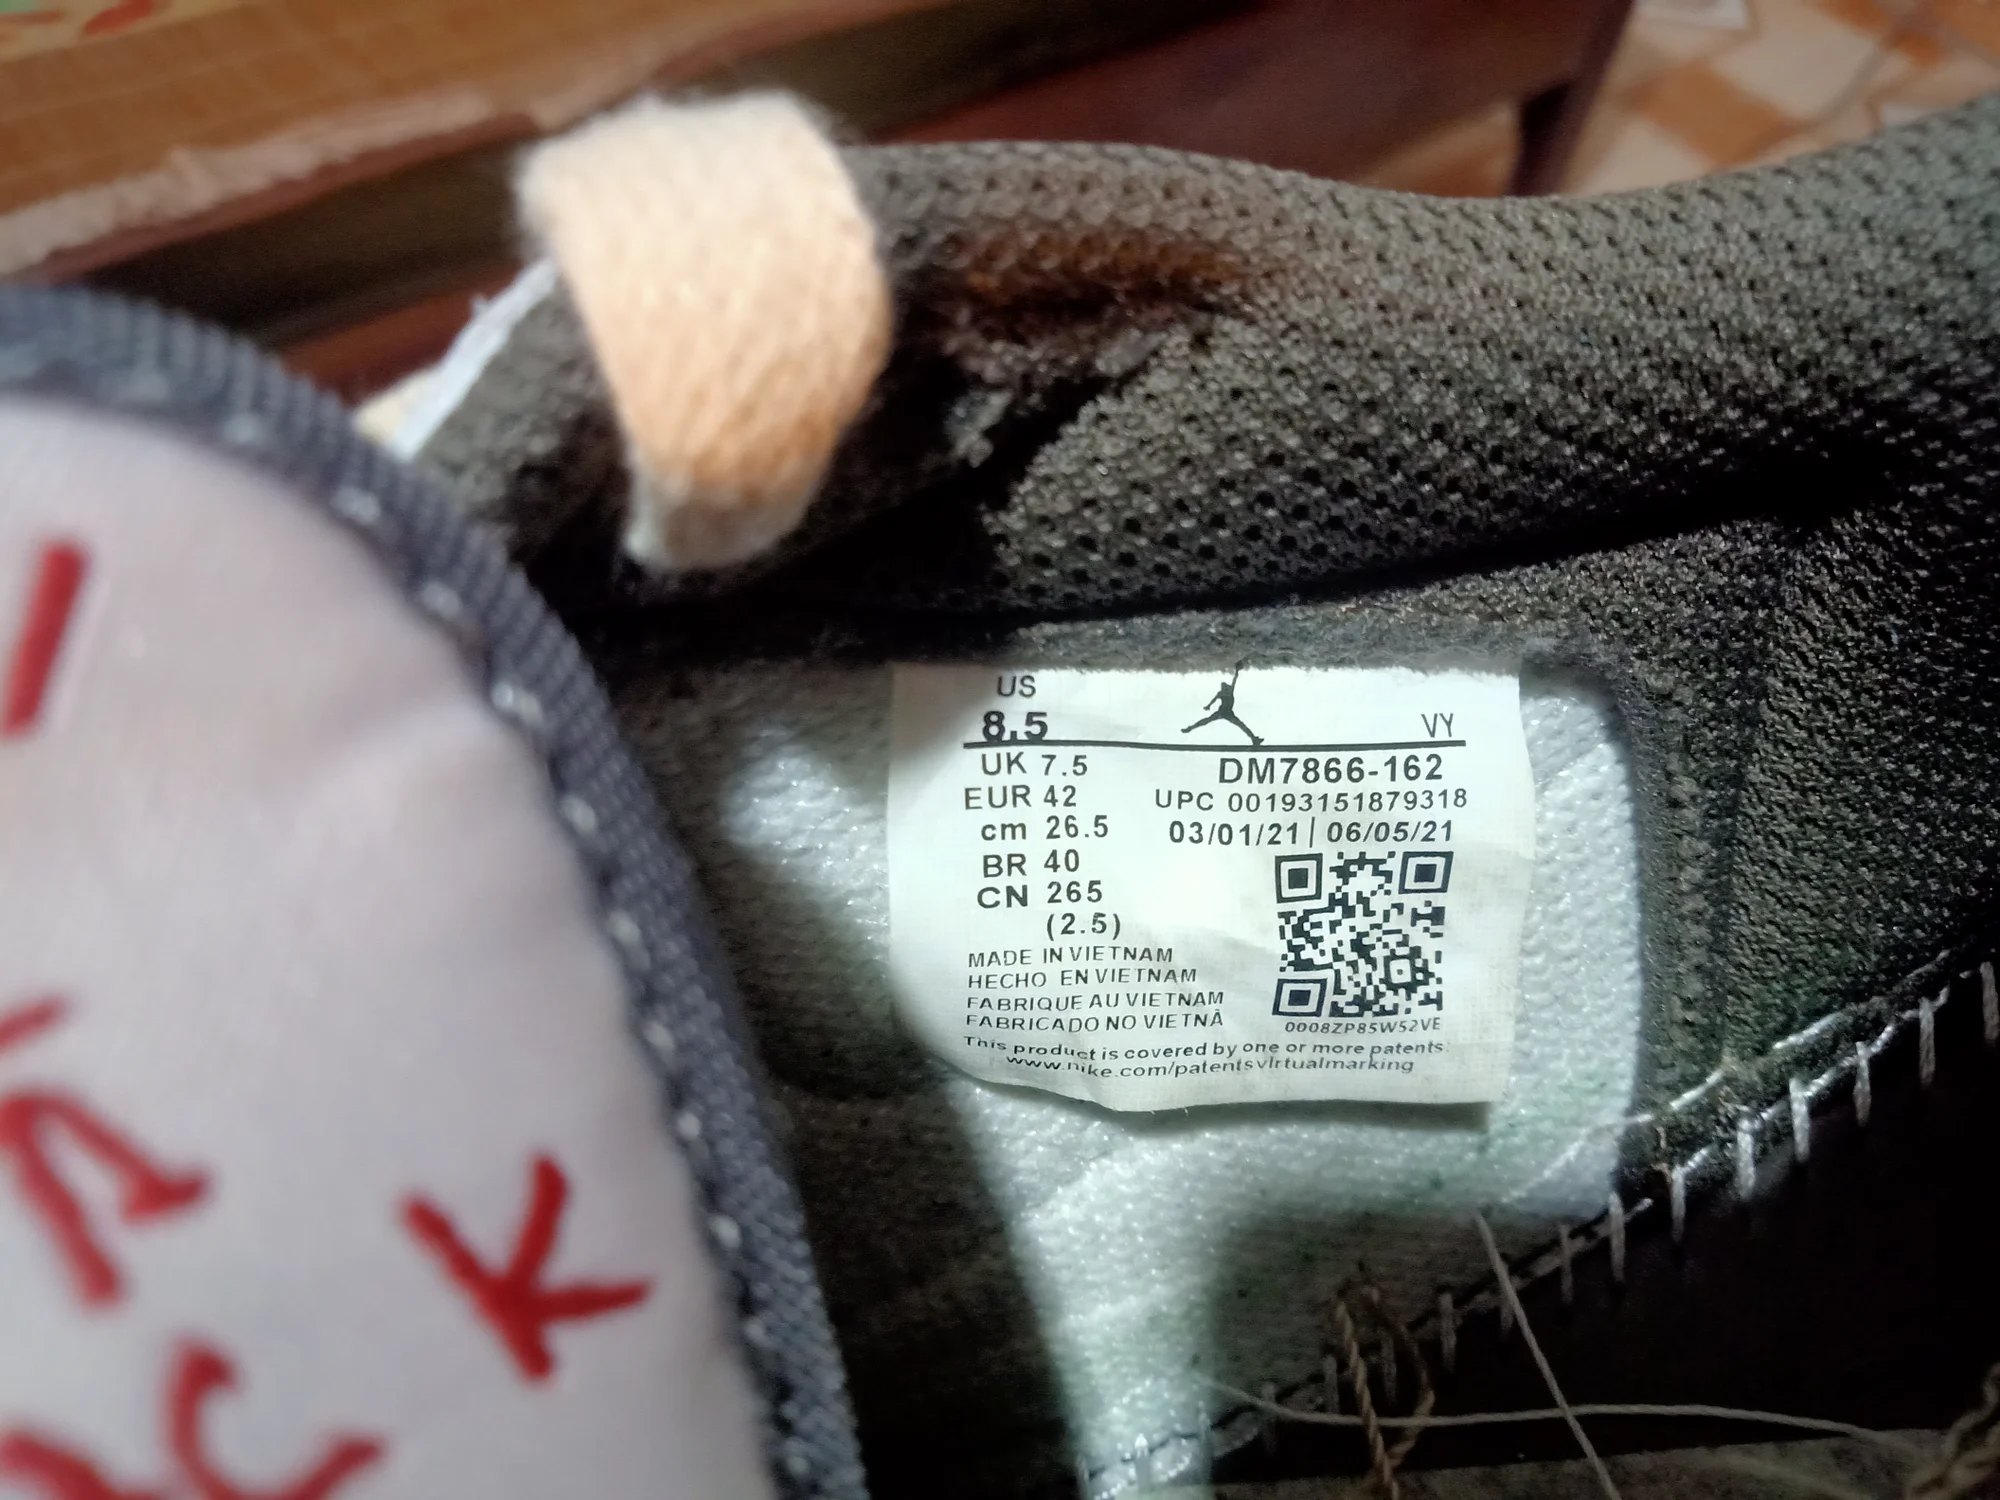 US
8.5
VY
UK 7.5
DM7866-162
EUR 42
UPC 00193151879318
cm 26.5
03/01/21 | 06/05/21
BR 40
CN 265
(2.5)
MADE IN VIETNAM
HECHO EN VIETNAM
FABRIQUE AU VIETNAM
FABRICADO NO VIETNÃ
0008ZP85W52VE
This product is covered by one or more patents.
www.nike.com/patentsvirtualmarking
K